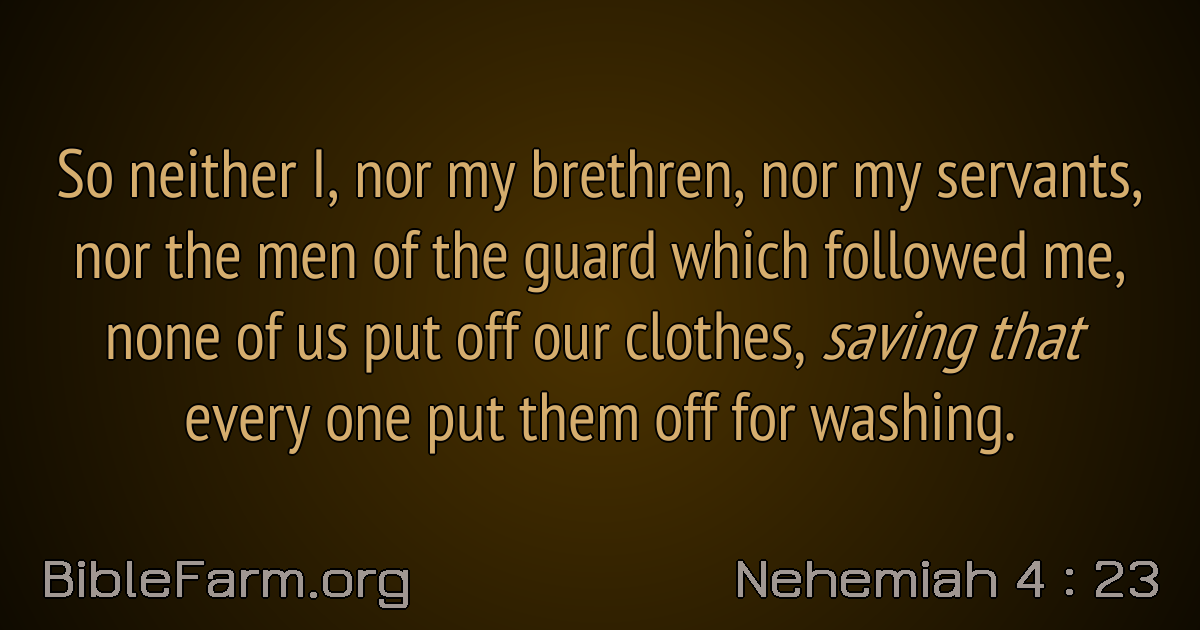 So neither I, nor my brethren, nor my servants,
nor the men of the guard which followed me,
none of us put off our clothes, saving that
every one put them off for washing.
BibleFarm.org
Nehemiah 4 : 23